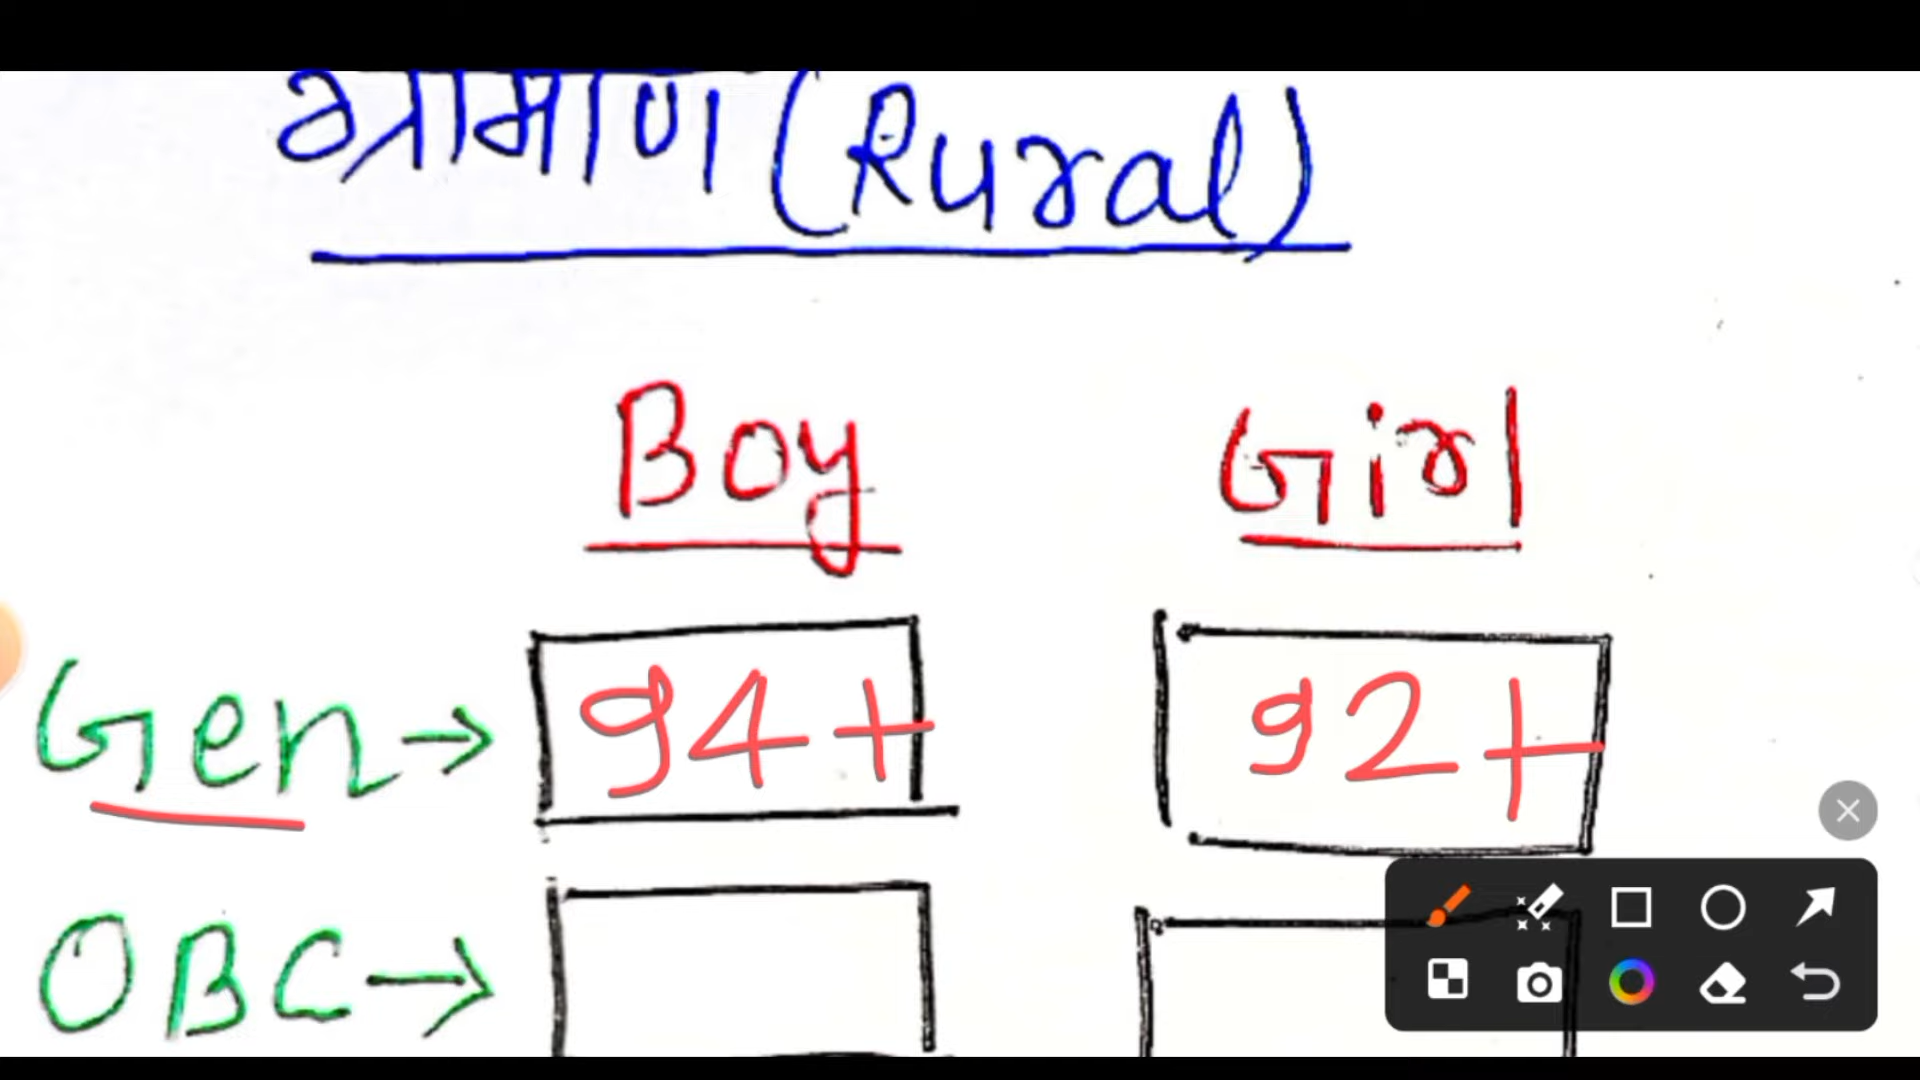 ग्रामीण (Rural)
Boy Girl
Gen → 94+ 92+
OBC →